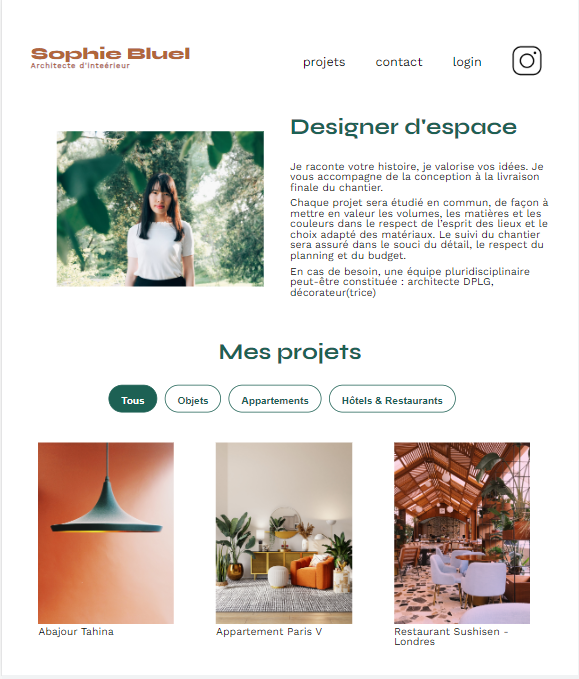 Sophie Bluel
Architecte d'inteérieur
projets
contact
login
Designer d'espace
Je raconte votre histoire, je valorise vos idées. Je
vous accompagne de la conception à la livraison
finale du chantier.
Chaque projet sera étudié en commun, de façon à
mettre en valeur les volumes, les matières et les
couleurs dans le respect de l'esprit des lieux et le
choix adapté des matériaux. Le suivi du chantier
sera assuré dans le souci du détail, le respect du
planning et du budget.
En cas de besoin, une équipe pluridisciplinaire
peut-être constituée : architecte DPLG,
décorateur(trice)
Mes projets
Tous
Objets
Appartements
Hôtels & Restaurants
Abajour Tahina
Appartement Paris V
Restaurant Sushisen -
Londres